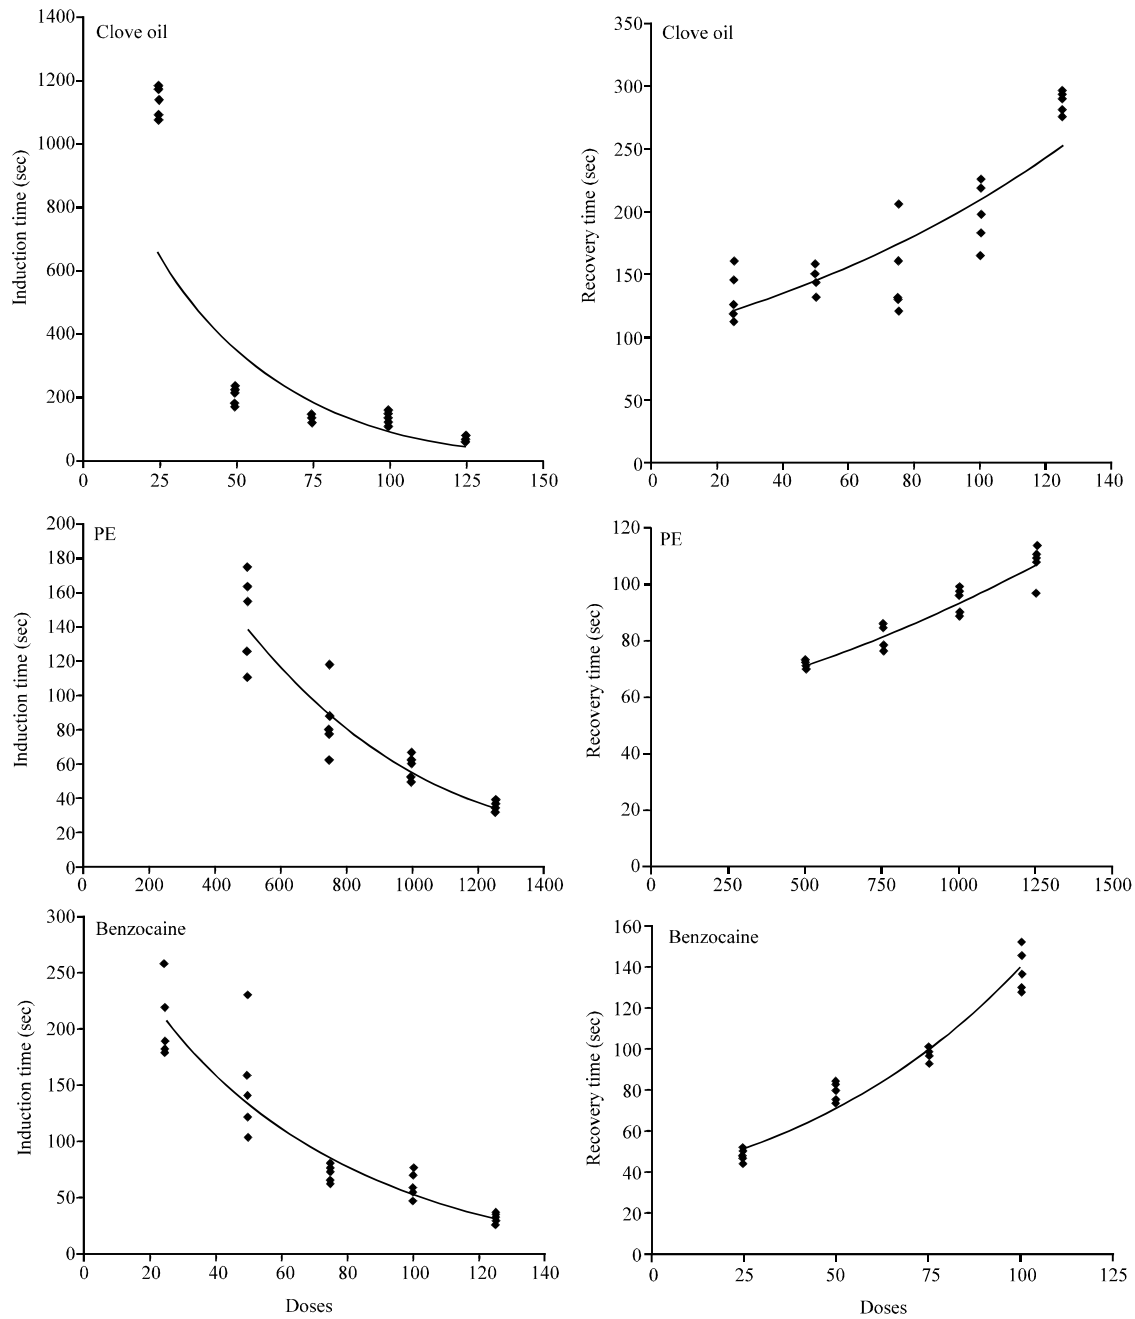 Clove oil
Induction time (sec)
1400
1200
1000
800
600
400
200
0
0 25 50 75 100 125 150
Clove oil
Recovery time (sec)
350
300
250
200
150
100
50
0
0 20 40 60 80 100 120 140
PE
Induction time (sec)
200
180
160
140
120
100
80
60
40
20
0
0 200 400 600 800 1000 1200 1400
PE
Recovery time (sec)
120
100
80
60
40
20
0
0 250 500 750 1000 1250 1500
Benzocaine
Induction time (sec)
300
250
200
150
100
50
0
0 20 40 60 80 100 120 140
Doses
Benzocaine
Recovery time (sec)
160
140
120
100
80
60
40
20
0
0 25 50 75 100 125
Doses